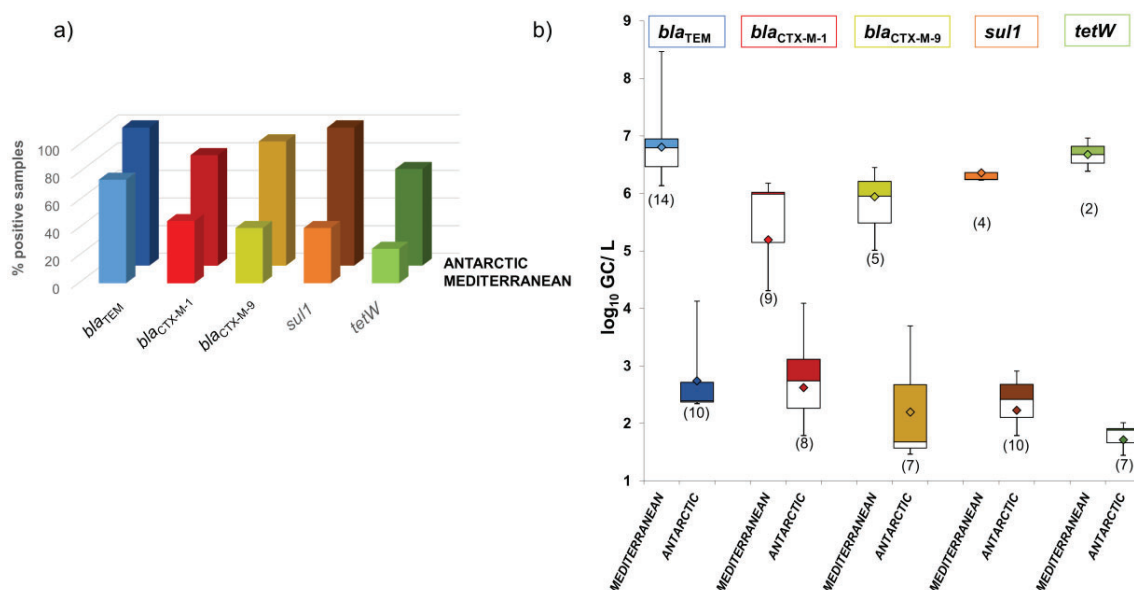 a)
% positive samples
100
80
60
40
20
0
ANTARCTIC
MEDITERRANEAN
blaTEM
blaCTX-M-1
blaCTX-M-9
sul1
tetW
b)
blaTEM
blaCTX-M-1
blaCTX-M-9
sul1
tetW
log10 GC/ L
9
8
7
6
5
4
3
2
1
(14)
(10)
(9)
(8)
(5)
(7)
(4)
(10)
(2)
(7)
MEDITERRANEAN
ANTARCTIC
MEDITERRANEAN
ANTARCTIC
MEDITERRANEAN
ANTARCTIC
MEDITERRANEAN
ANTARCTIC
MEDITERRANEAN
ANTARCTIC